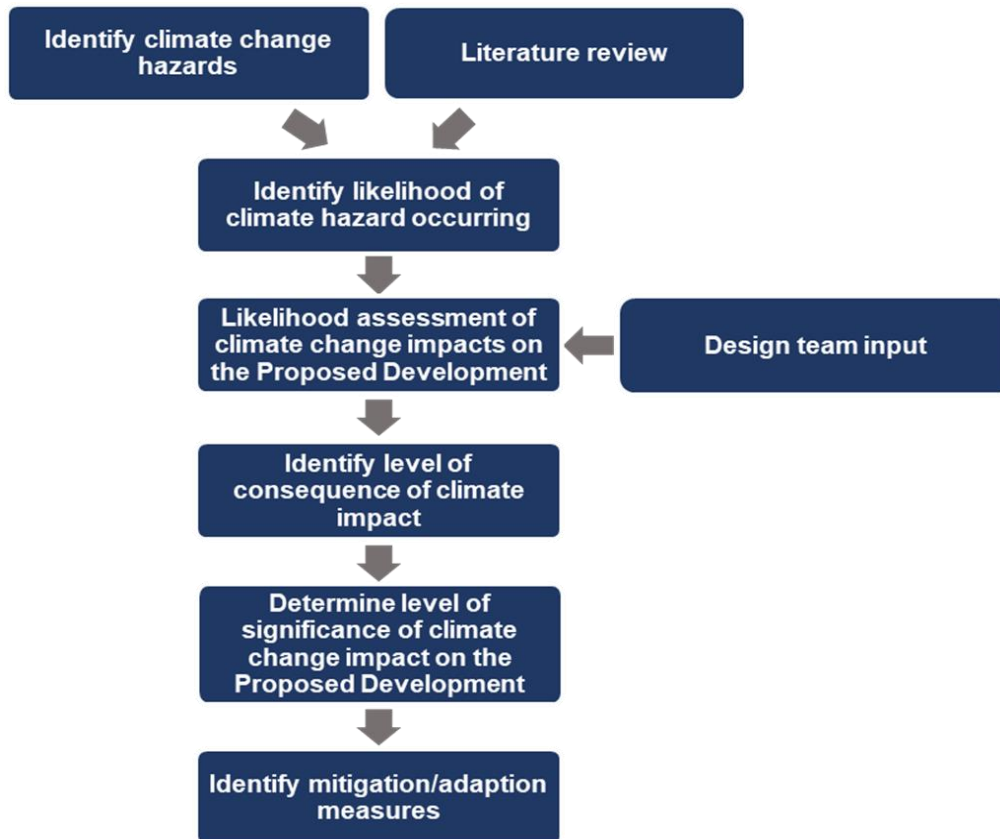 Identify climate change
hazards
Literature review
Identify likelihood of
climate hazard occurring
Likelihood assessment of
climate change impacts on
the Proposed Development
Design team input
Identify level of
consequence of climate
impact
Determine level of
significance of climate
change impact on the
Proposed Development
Identify mitigation/adaption
measures